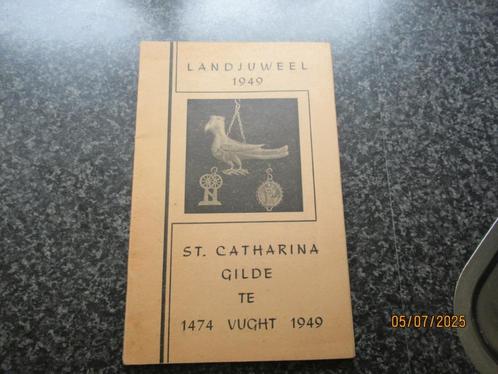 LANDJUWEEL
1949
ST. CATHARINA
GILDE
TE
1474 VUGHT 1949
05/07/2025